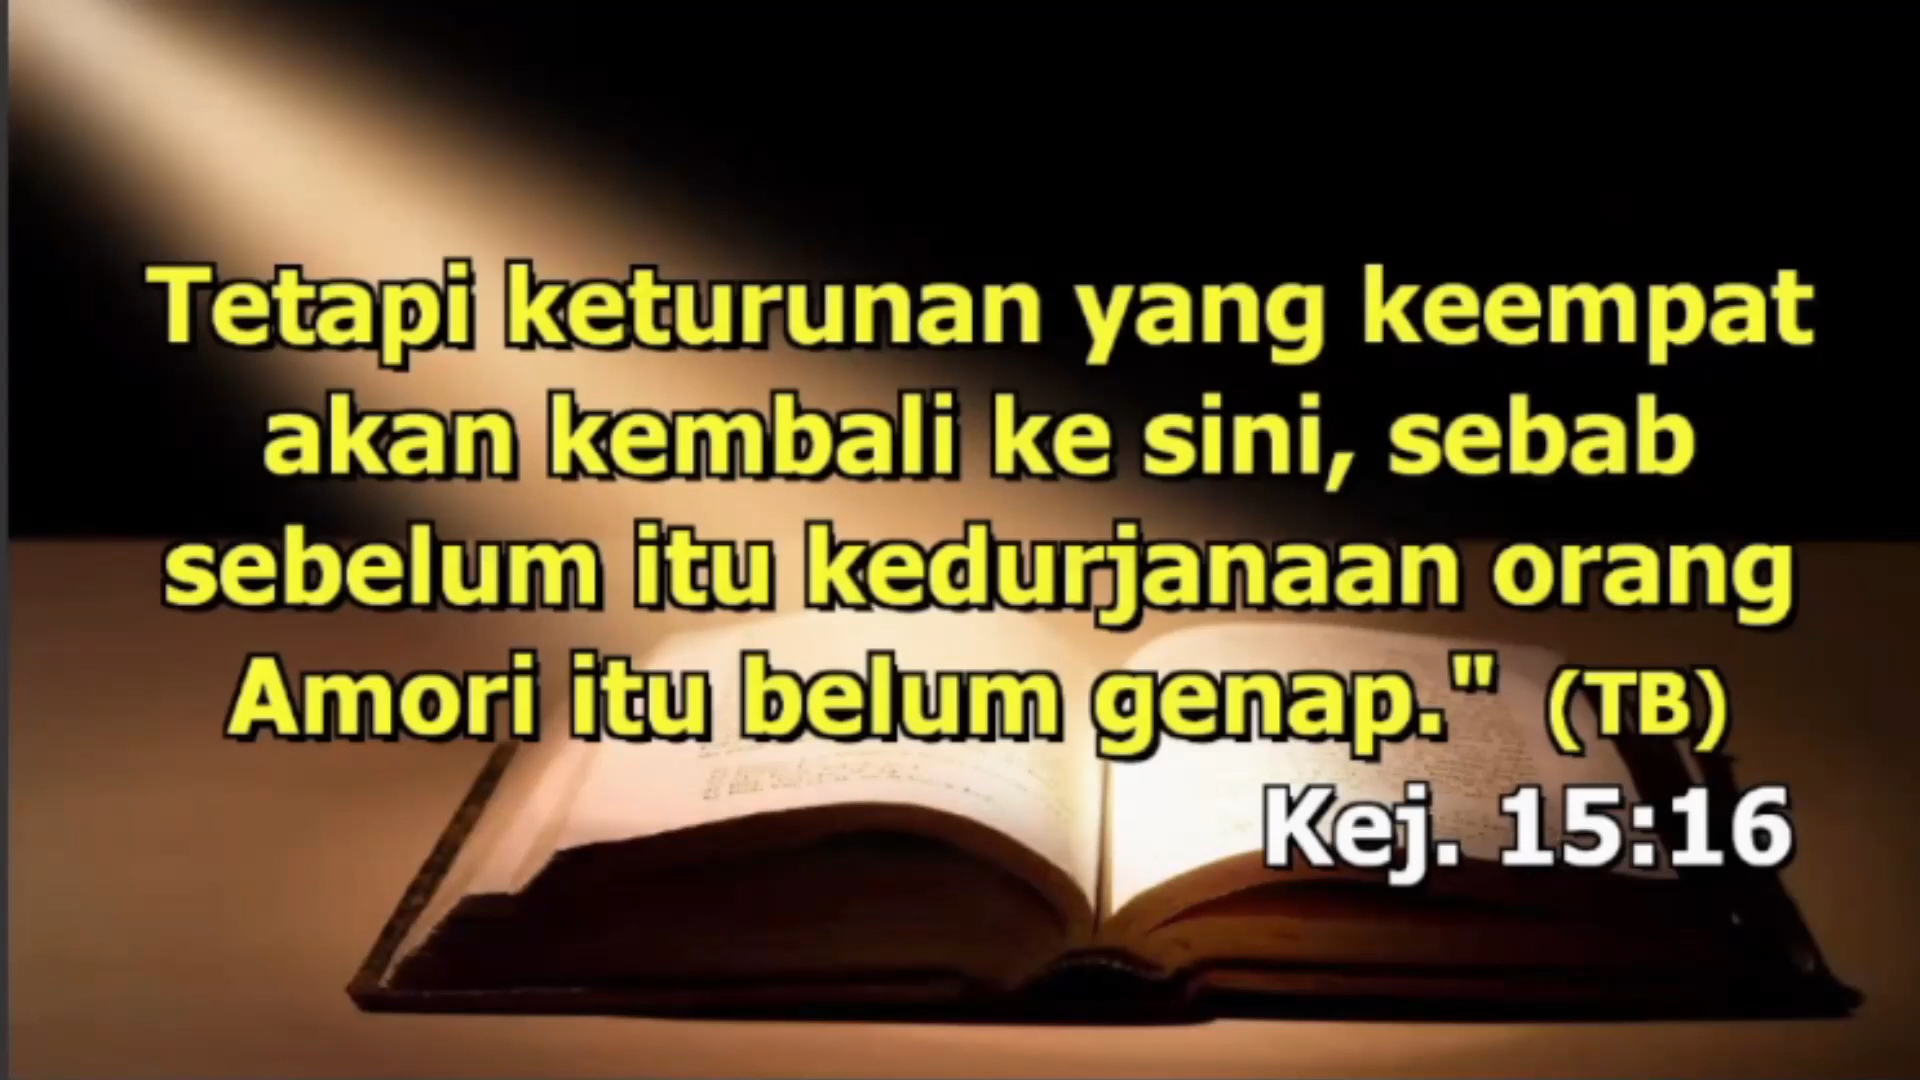 Tetapi keturunan yang keempat
akan kembali ke sini, sebab
sebelum itu kedurjanaan orang
Amori itu belum genap." (TB)
Kej. 15:16